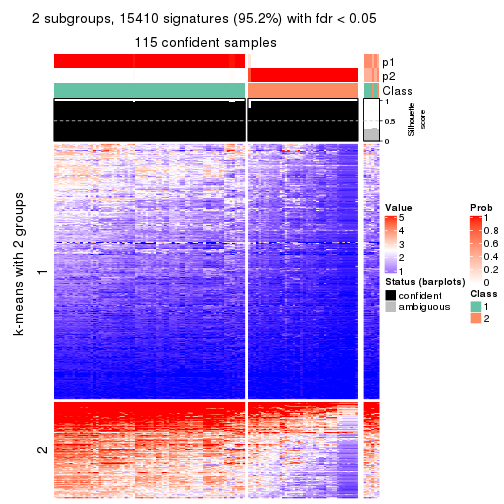 2 subgroups, 15410 signatures (95.2%) with fdr < 0.05
115 confident samples
p1
p2
Class
1
0.5
0
Silhouette
score
k-means with 2 groups
1
2
Value
5
4
3
2
1
Status (barplots)
confident
ambiguous
Prob
1
0.8
0.6
0.4
0.2
0
Class
1
2